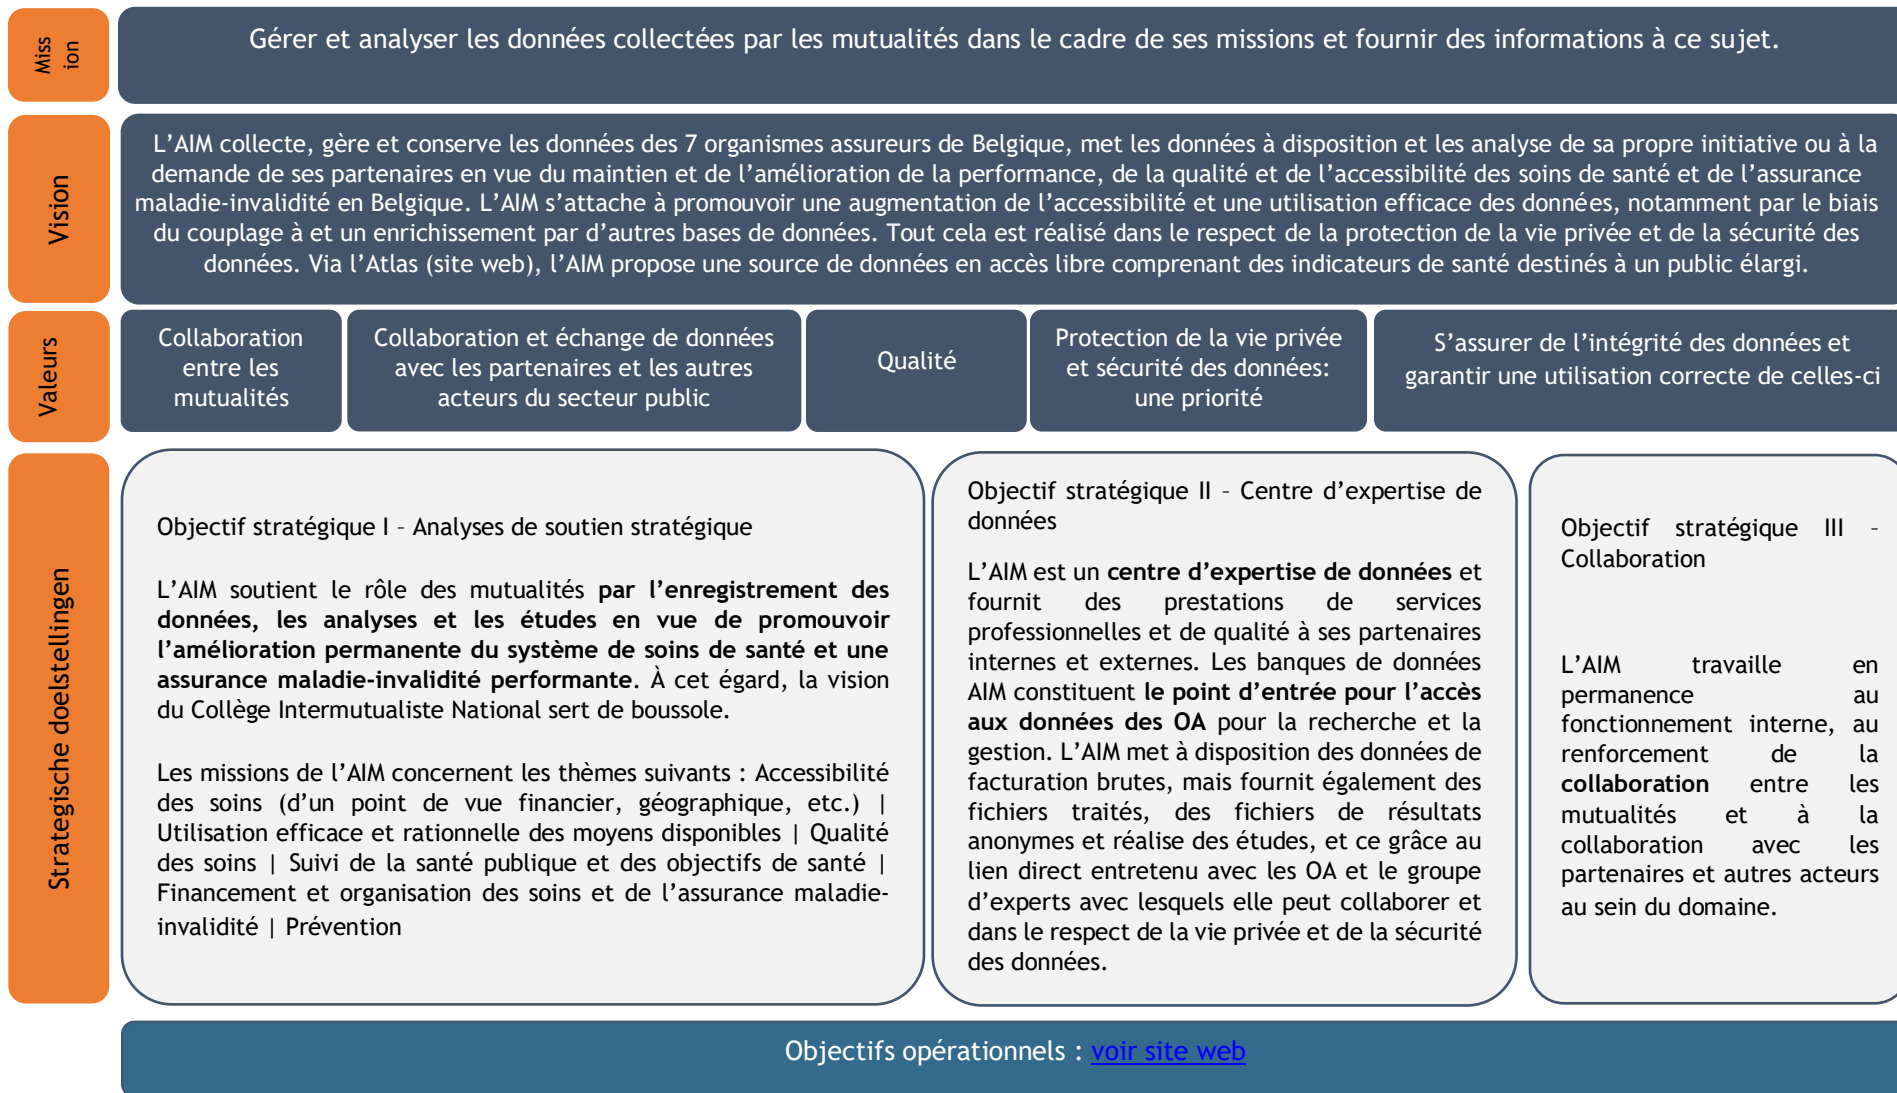 Miss
ion
Gérer et analyser les données collectées par les mutualités dans le cadre de ses missions et fournir des informations à ce sujet.
Vision
L’AIM collecte, gère et conserve les données des 7 organismes assureurs de Belgique, met les données à disposition et les analyse de sa propre initiative ou à la
demande de ses partenaires en vue du maintien et de l’amélioration de la performance, de la qualité et de l’accessibilité des soins de santé et de l’assurance
maladie-invalidité en Belgique. L’AIM s’attache à promouvoir une augmentation de l’accessibilité et une utilisation efficace des données, notamment par le biais
du couplage à et un enrichissement par d’autres bases de données. Tout cela est réalisé dans le respect de la protection de la vie privée et de la sécurité des
données. Via l’Atlas (site web), l’AIM propose une source de données en accès libre comprenant des indicateurs de santé destinés à un public élargi.
Valeurs
Collaboration
entre les
mutualités
Collaboration et échange de données
avec les partenaires et les autres
acteurs du secteur public
Qualité
Protection de la vie privée
et sécurité des données:
une priorité
S’assurer de l’intégrité des données et
garantir une utilisation correcte de celles-ci
Strategische doelstellingen
Objectif stratégique I – Analyses de soutien stratégique
L’AIM soutient le rôle des mutualités par l’enregistrement des
données, les analyses et les études en vue de promouvoir
l’amélioration permanente du système de soins de santé et une
assurance maladie-invalidité performante. À cet égard, la vision
du Collège Intermutualiste National sert de boussole.
Les missions de l’AIM concernent les thèmes suivants : Accessibilité
des soins (d’un point de vue financier, géographique, etc.) |
Utilisation efficace et rationnelle des moyens disponibles | Qualité
des soins | Suivi de la santé publique et des objectifs de santé |
Financement et organisation des soins et de l’assurance maladie-
invalidité | Prévention
Objectif stratégique II – Centre d’expertise de
données
L’AIM est un centre d’expertise de données et
fournit des prestations de services
professionnelles et de qualité à ses partenaires
internes et externes. Les banques de données
AIM constituent le point d’entrée pour l’accès
aux données des OA pour la recherche et la
gestion. L’AIM met à disposition des données de
facturation brutes, mais fournit également des
fichiers traités, des fichiers de résultats
anonymes et réalise des études, et ce grâce au
lien direct entretenu avec les OA et le groupe
d’experts avec lesquels elle peut collaborer et
dans le respect de la vie privée et de la sécurité
des données.
Objectif stratégique III –
Collaboration
L’AIM travaille en
permanence au
fonctionnement interne, au
renforcement de la
collaboration entre les
mutualités et à la
collaboration avec les
partenaires et autres acteurs
au sein du domaine.
Objectifs opérationnels : voir site web